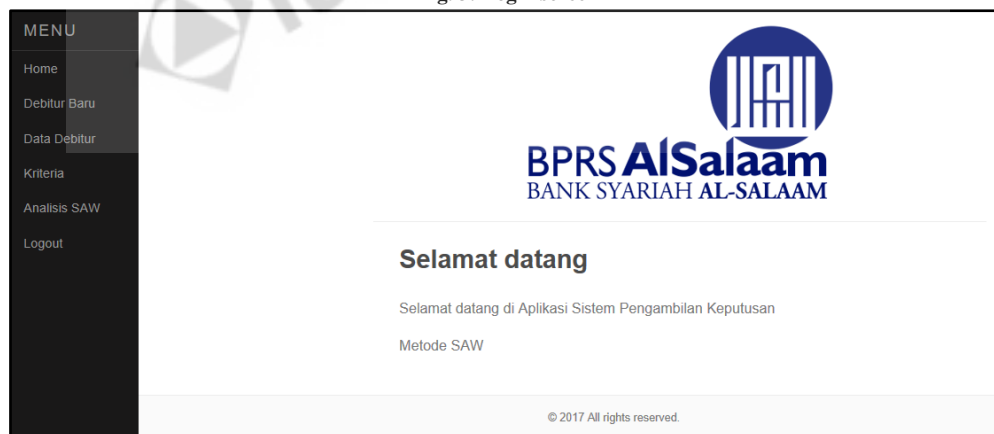 MENU
Home
Debitur Baru
Data Debitur
Kriteria
Analisis SAW
Logout
BPRS AlSalaam
BANK SYARIAH AL-SALAAM
Selamat datang
Selamat datang di Aplikasi Sistem Pengambilan Keputusan
Metode SAW
© 2017 All rights reserved.